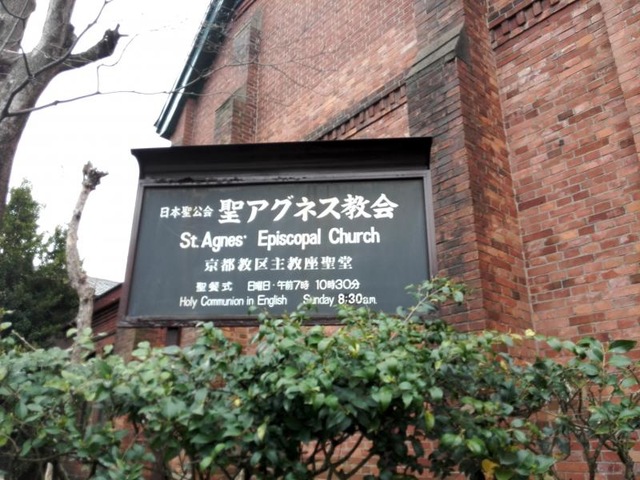 日本聖公会 聖アグネス教会
St. Agnes' Episcopal Church
京都教区主教座聖堂
聖餐式 日曜日・午前7時 10時30分
Holy Communion in English Sunday 8:30a.m.